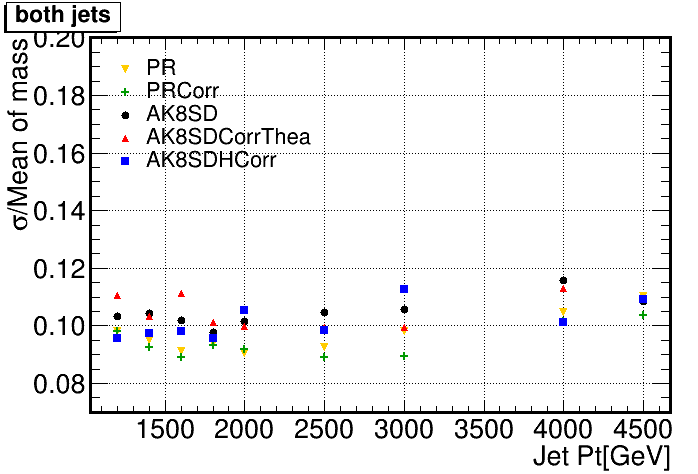 both jets
σ/Mean of mass
0.20
0.18
0.16
0.14
0.12
0.10
0.08
PR
PRCorr
AK8SD
AK8SDCorrThea
AK8SDHCorr
1500 2000 2500 3000 3500 4000 4500
Jet Pt[GeV]